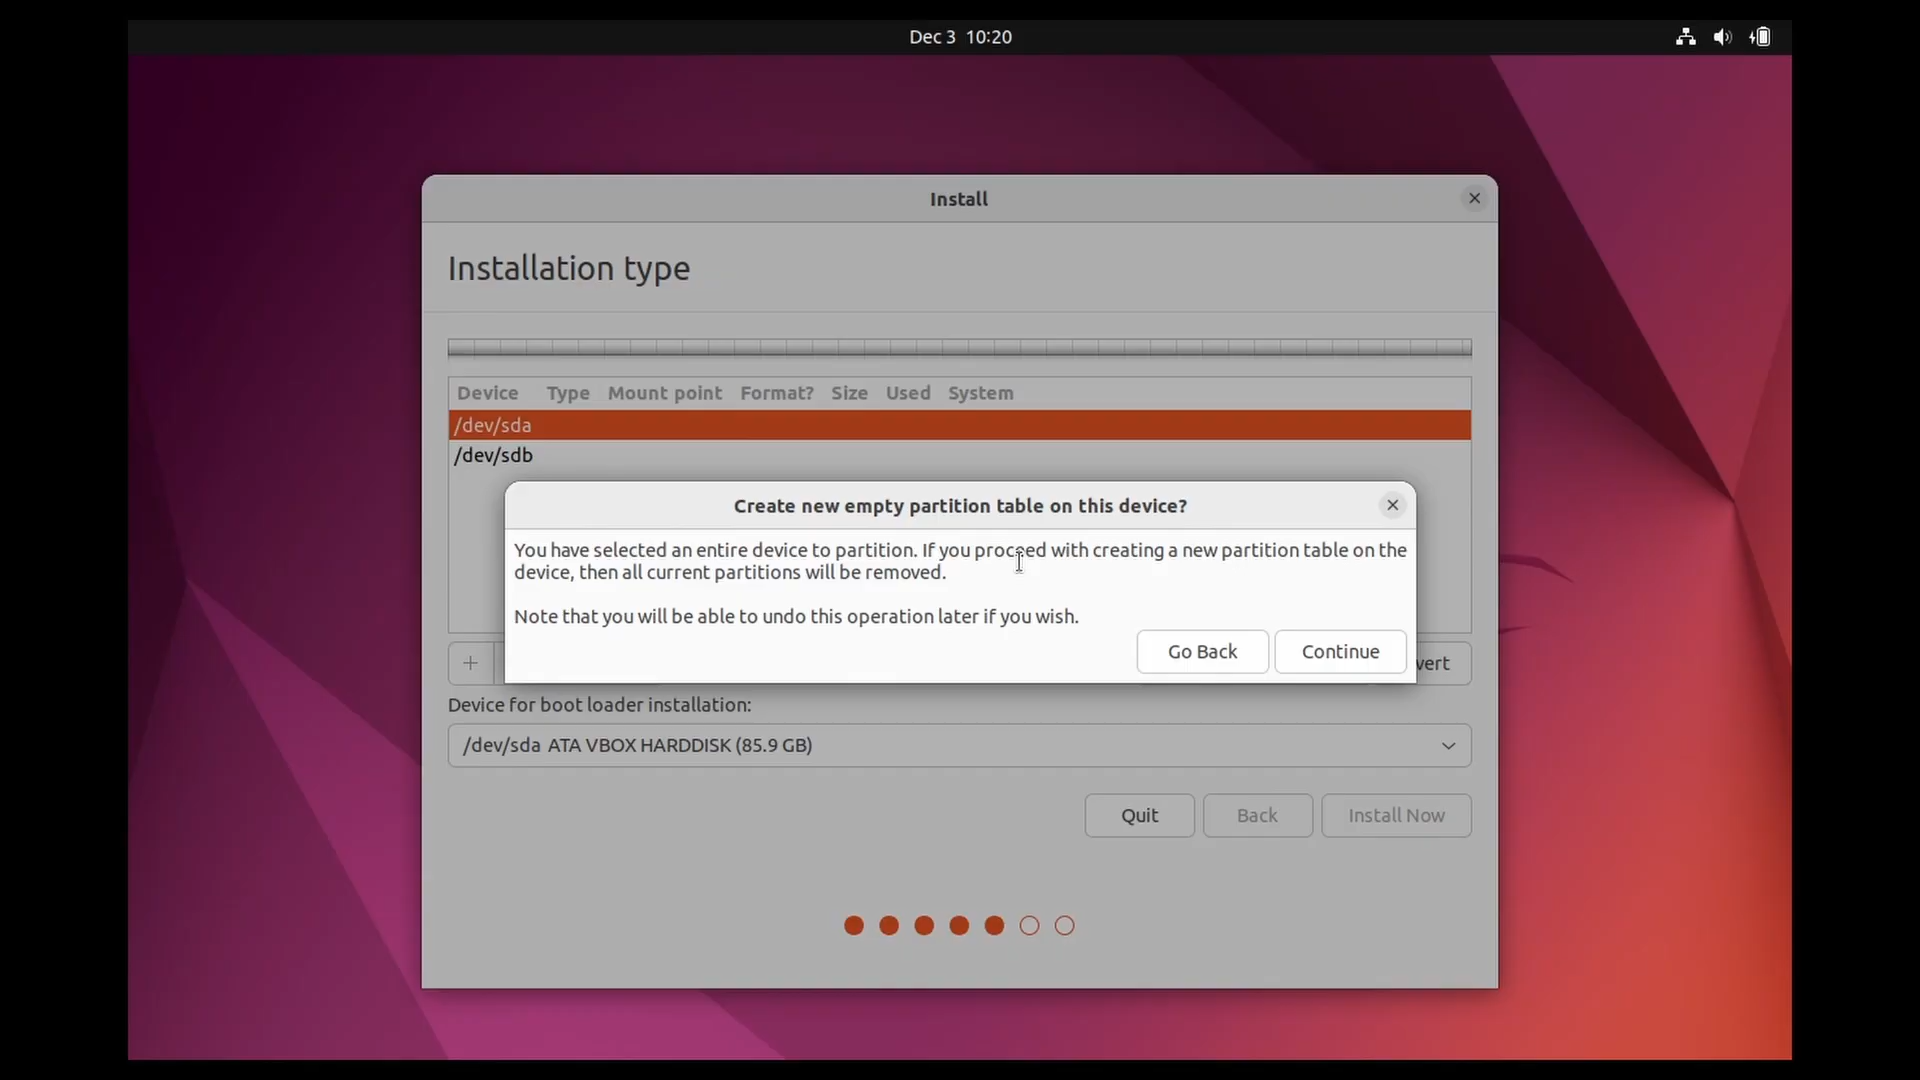 Dec 3 10:20
Install
Installation type
Device Type Mount point Format? Size Used System
/dev/sda
/dev/sdb
Create new empty partition table on this device?
You have selected an entire device to partition. If you proceed with creating a new partition table on the
device, then all current partitions will be removed.
Note that you will be able to undo this operation later if you wish.
Go Back Continue
+ vert
Device for boot loader installation:
/dev/sda ATA VBOX HARDDISK (85.9 GB)
Quit Back Install Now